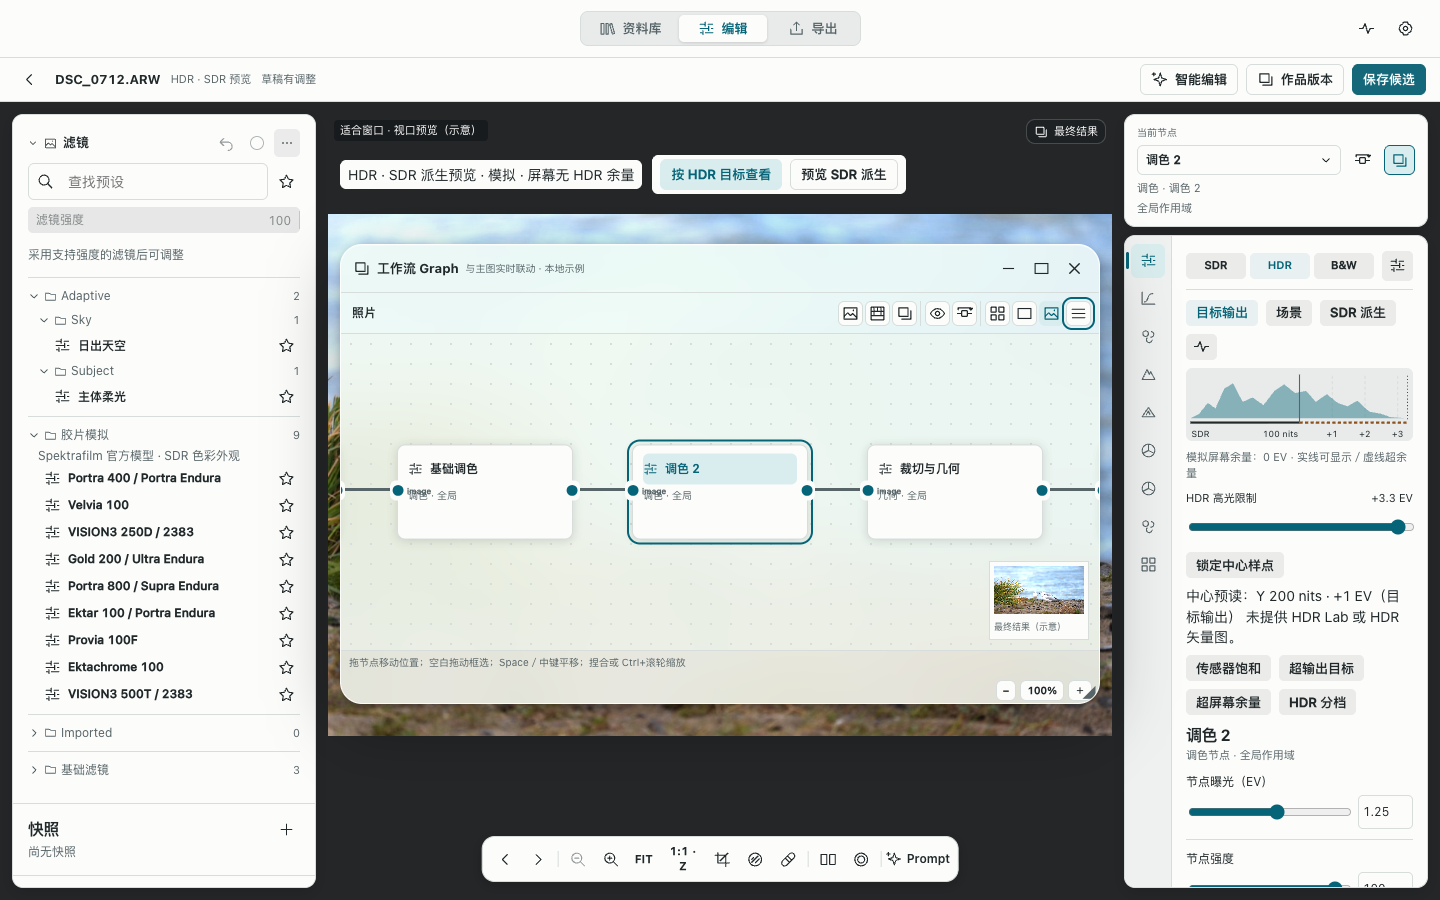 资料库
编辑
导出
DSC_0712.ARW
HDR · SDR 预览
草稿有调整
智能编辑
作品版本
保存候选
滤镜
查找预设
滤镜强度
100
采用支持强度的滤镜后可调整
Adaptive
2
Sky
1
日出天空
Subject
1
主体柔光
胶片模拟
9
Spektrafilm 官方模型 · SDR 色彩外观
Portra 400 / Portra Endura
Velvia 100
VISION3 250D / 2383
Gold 200 / Ultra Endura
Portra 800 / Supra Endura
Ektar 100 / Portra Endura
Provia 100F
Ektachrome 100
VISION3 500T / 2383
Imported
0
基础滤镜
3
快照
尚无快照
适合窗口 · 视口预览（示意）
最终结果
HDR · SDR 派生预览 · 模拟 · 屏幕无 HDR 余量
按 HDR 目标查看
预览 SDR 派生
工作流 Graph
与主图实时联动 · 本地示例
照片
基础调色
image
调色 · 全局
调色 2
image
调色 · 全局
裁切与几何
image
几何 · 全局
最终结果（示意）
拖节点移动位置；空白拖动框选；Space / 中键平移；捏合或 Ctrl+滚轮缩放
−
100%
+
FIT
1:1 ·
Z
Prompt
当前节点
调色 2
调色 · 调色 2
全局作用域
SDR
HDR
B&W
目标输出
场景
SDR 派生
SDR
100 nits
+1
+2
+3
模拟屏幕余量：0 EV · 实线可显示 / 虚线超余
量
HDR 高光限制
+3.3 EV
锁定中心样点
中心预读：Y 200 nits · +1 EV（目
标输出） 未提供 HDR Lab 或 HDR
矢量图。
传感器饱和
超输出目标
超屏幕余量
HDR 分档
调色 2
调色节点 · 全局作用域
节点曝光（EV）
1.25
节点强度
100